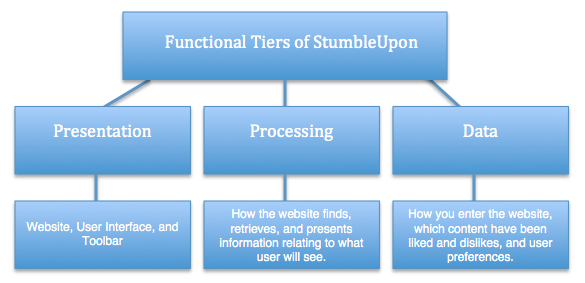 Functional Tiers of StumbleUpon
Presentation
Processing
Data
Website, User Interface, and
Toolbar
How the website finds,
retrieves, and presents
information relating to what
user will see.
How you enter the website,
which content have been
liked and dislikes, and user
preferences.